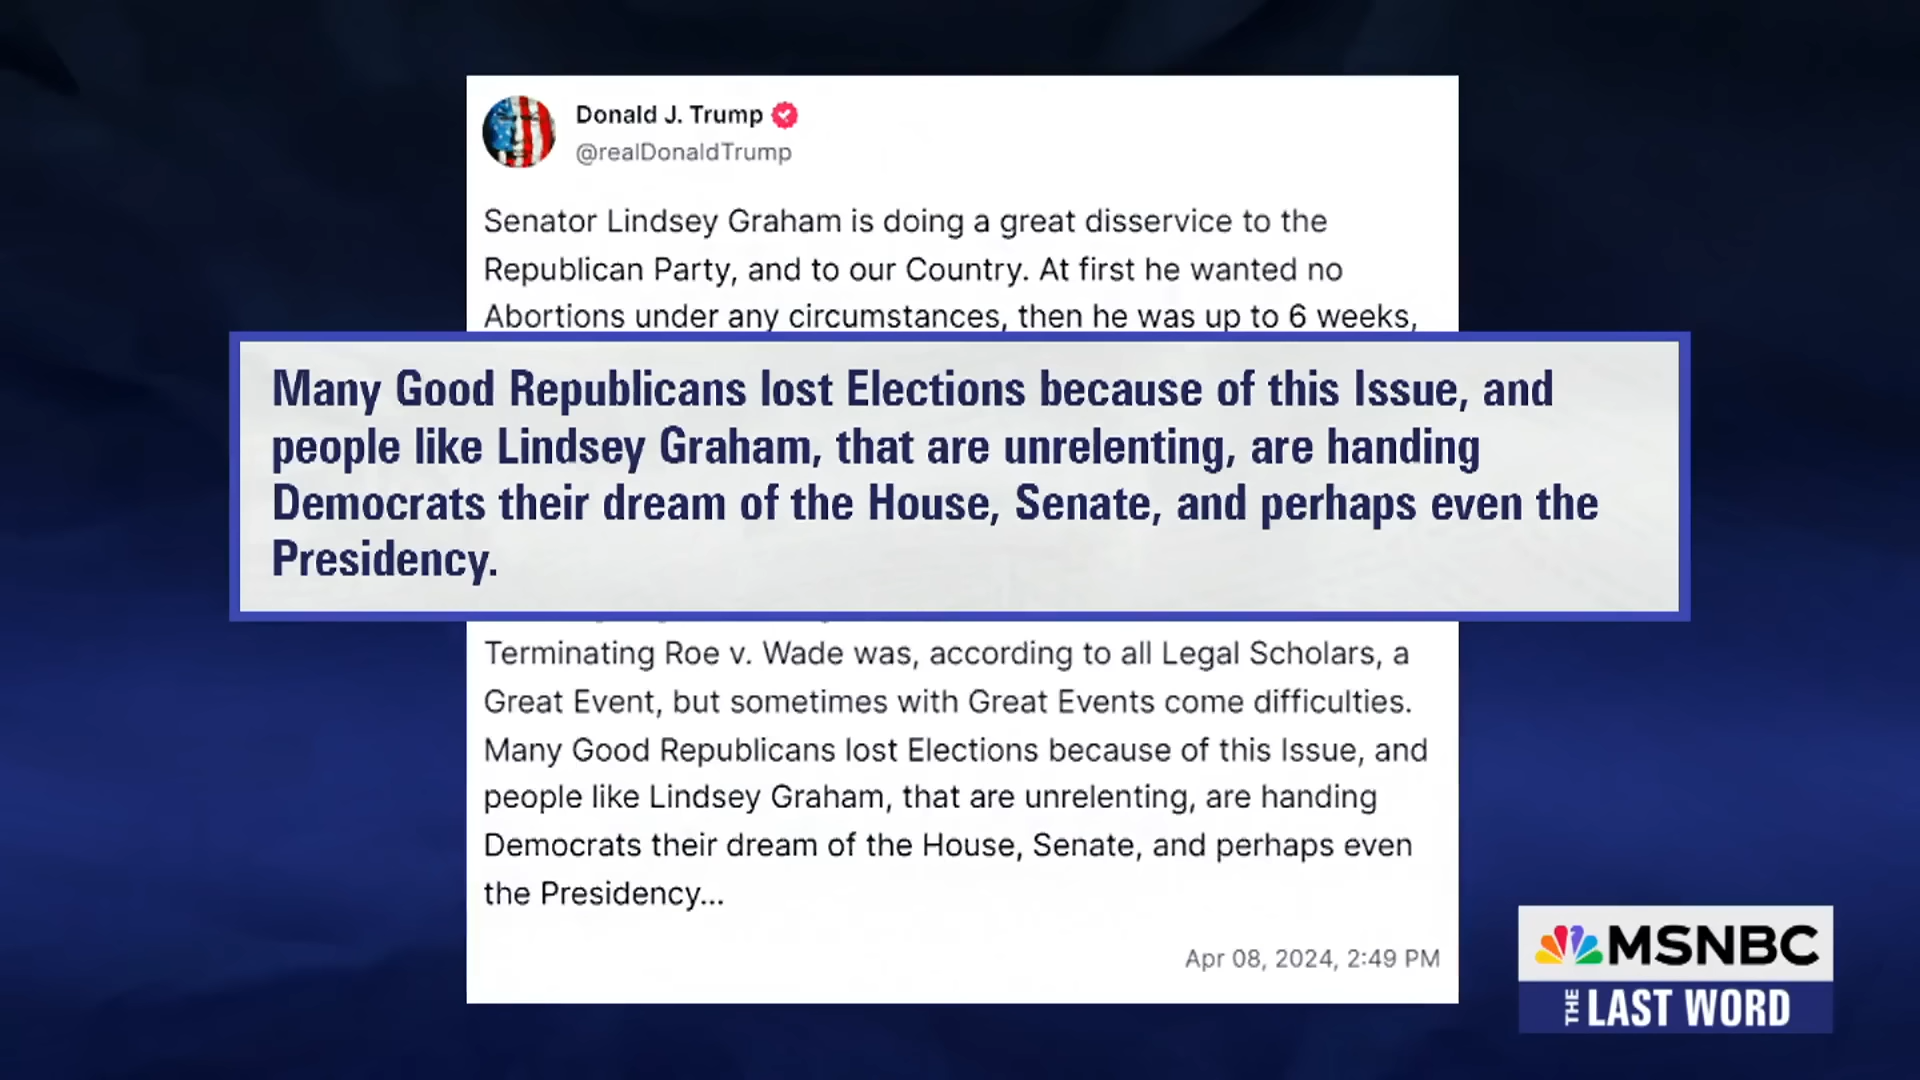 Donald J. Trump
@realDonaldTrump
Senator Lindsey Graham is doing a great disservice to the
Republican Party, and to our Country. At first he wanted no
Abortions under any circumstances, then he was up to 6 weeks,
Many Good Republicans lost Elections because of this Issue, and
people like Lindsey Graham, that are unrelenting, are handing
Democrats their dream of the House, Senate, and perhaps even the
Presidency.
Terminating Roe v. Wade was, according to all Legal Scholars, a
Great Event, but sometimes with Great Events come difficulties.
Many Good Republicans lost Elections because of this Issue, and
people like Lindsey Graham, that are unrelenting, are handing
Democrats their dream of the House, Senate, and perhaps even
the Presidency...
Apr 08, 2024, 2:49 PM
MSNBC
THE LAST WORD